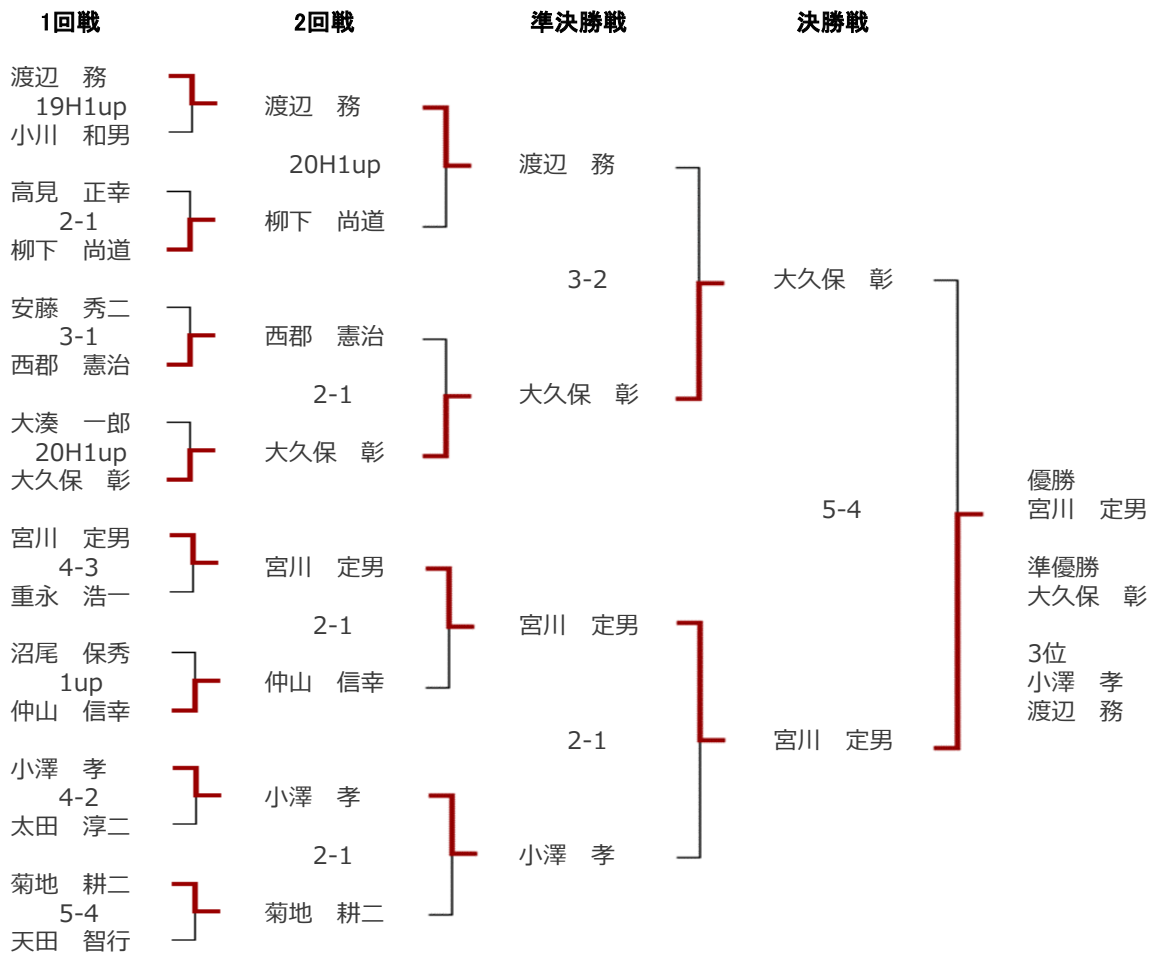 1回戦
2回戦
準決勝戦
決勝戦
渡辺　務
19H1up
小川　和男
高見　正幸
2-1
柳下　尚道
安藤　秀二
3-1
西郡　憲治
大湊　一郎
20H1up
大久保　彰
宮川　定男
4-3
重永　浩一
沼尾　保秀
1up
仲山　信幸
小澤　孝
4-2
太田　淳二
菊地　耕二
5-4
天田　智行
渡辺　務
20H1up
柳下　尚道
西郡　憲治
2-1
大久保　彰
宮川　定男
2-1
仲山　信幸
小澤　孝
2-1
菊地　耕二
渡辺　務
3-2
大久保　彰
宮川　定男
2-1
小澤　孝
大久保　彰
5-4
宮川　定男
優勝
宮川　定男
準優勝
大久保　彰
3位
小澤　孝
渡辺　務